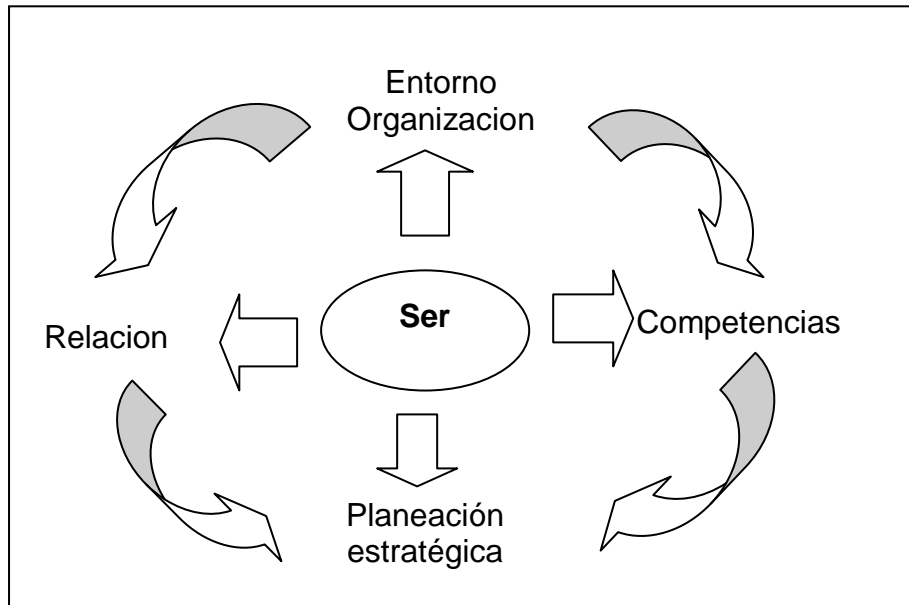 Entorno
Organizacion
Ser
Relacion
Competencias
Planeación
estratégica